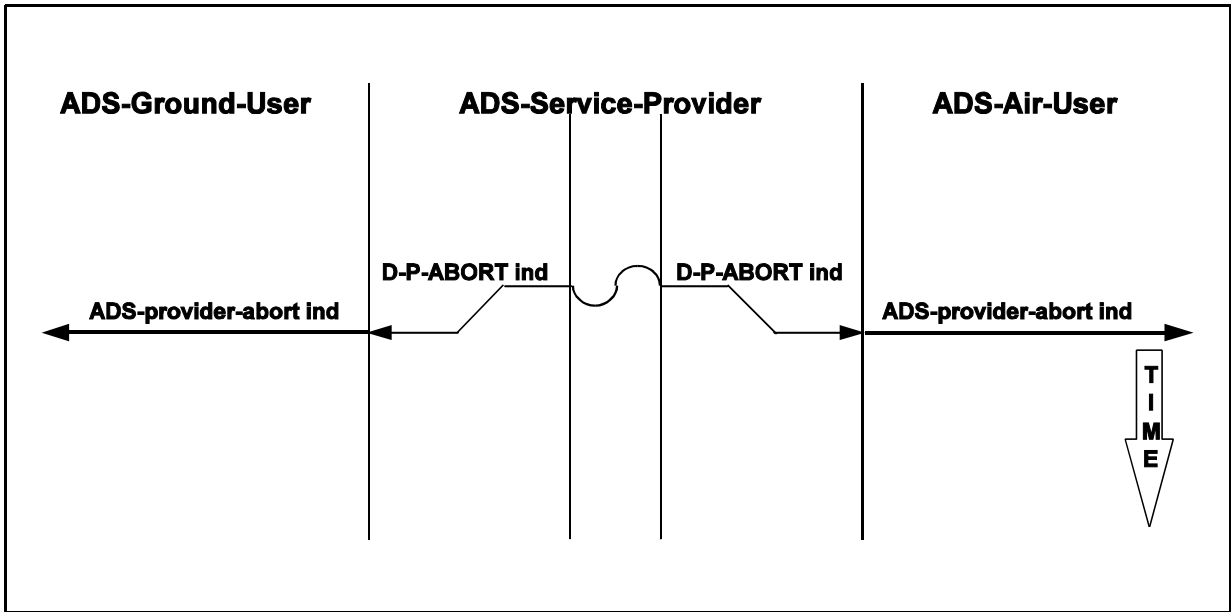 ADS-Ground-User
ADS-Service-Provider
ADS-Air-User
D-P-ABORT ind
D-P-ABORT ind
ADS-provider-abort ind
ADS-provider-abort ind
T
I
M
E